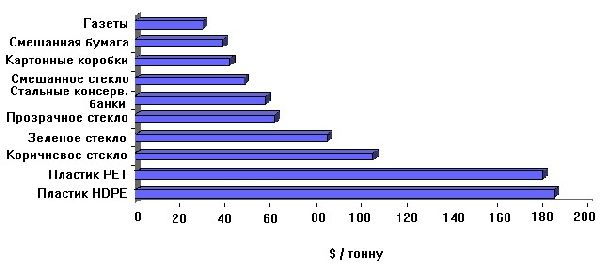 Газеты
Смешанная бумага
Картонные коробки
Смешанное стекло
Стальные консерв.
банки
Прозрачное стекло
Зеленое стекло
Коричневое стекло
Пластик PET
Пластик HDPE
0 20 40 60 80 100 120 140 160 180 200
$ / тонну